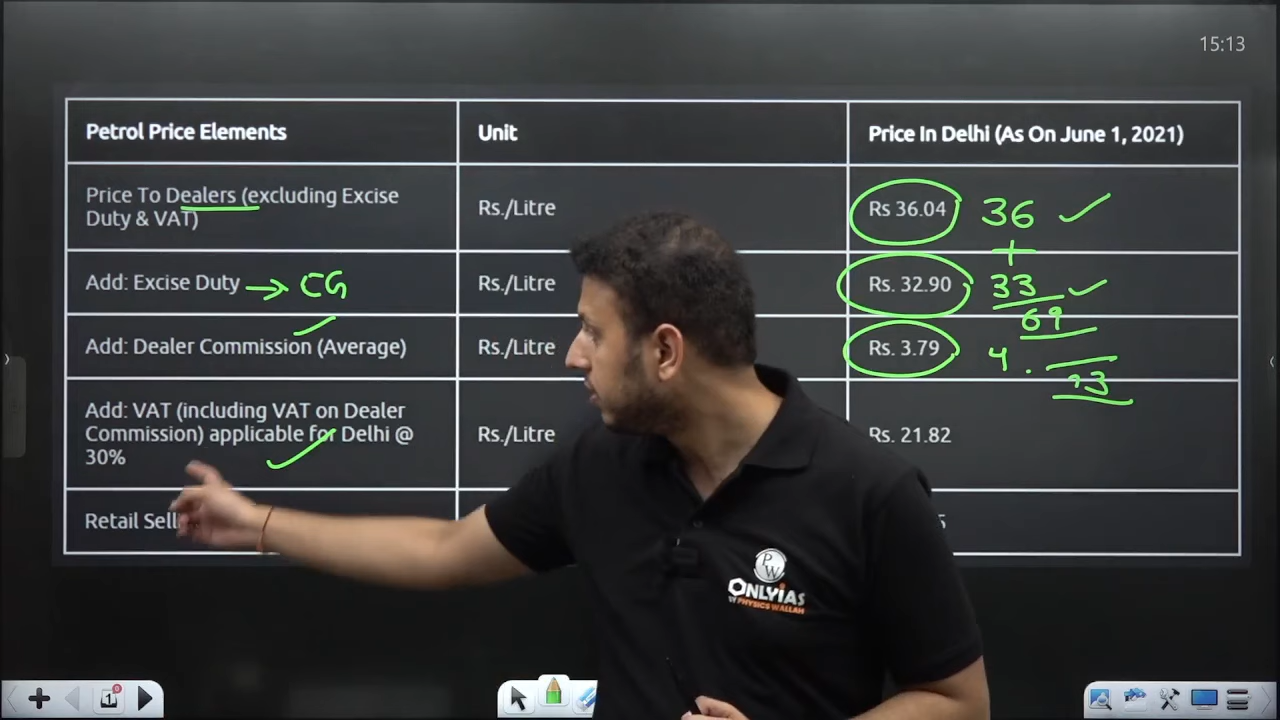 15:13
Petrol Price Elements
Unit
Price In Delhi (As On June 1, 2021)
Price To Dealers (excluding Excise
Duty & VAT)
Rs./Litre
Rs 36.04
36
+
Add: Excise Duty → CG
Rs./Litre
Rs. 32.90
33
69
Add: Dealer Commission (Average)
Rs./Litre
Rs. 3.79
4.
Add: VAT (including VAT on Dealer
Commission) applicable for Delhi @
30%
Rs./Litre
Rs. 21.82
Retail Sell
5
PW
ONLYIAS
BY PHYSICS WALLAH
1